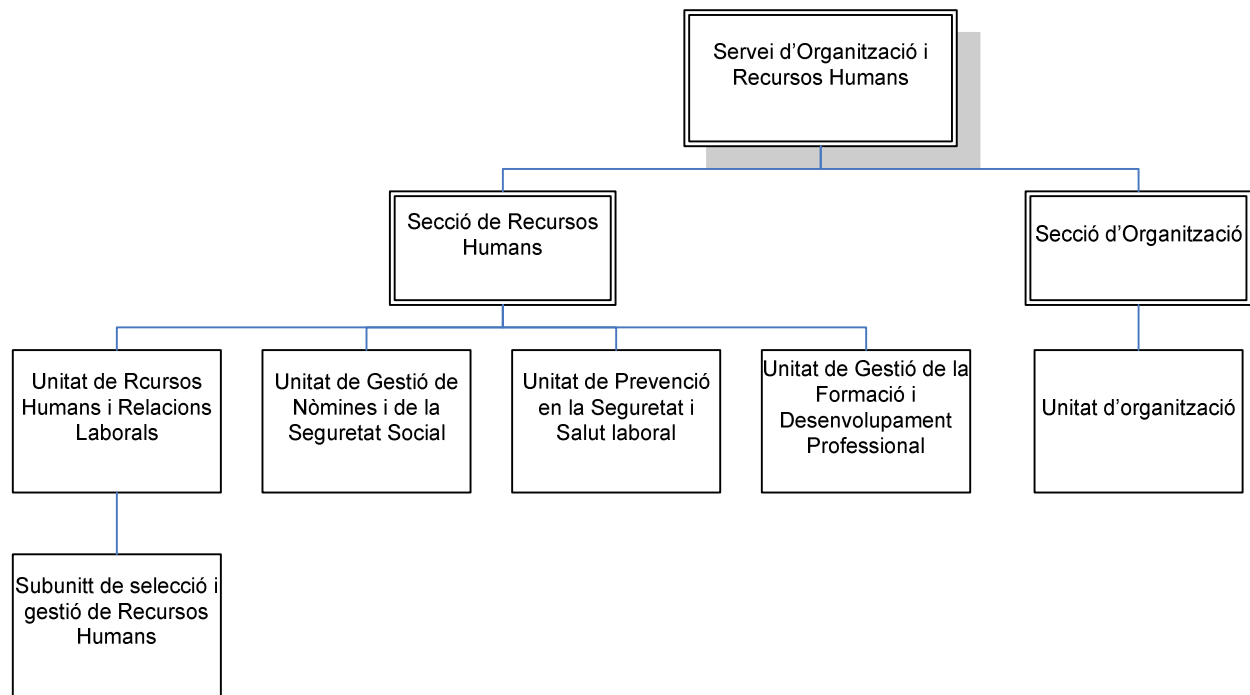 Servei d’Organització i
Recursos Humans
Secció de Recursos
Humans
Secció d’Organització
Unitat de Rcursos
Humans i Relacions
Laborals
Unitat de Gestió de
Nòmines i de la
Seguretat Social
Unitat de Prevenció
en la Seguretat i
Salut laboral
Unitat de Gestió de la
Formació i
Desenvolupament
Professional
Unitat d’organització
Subunitt de selecció i
gestió de Recursos
Humans